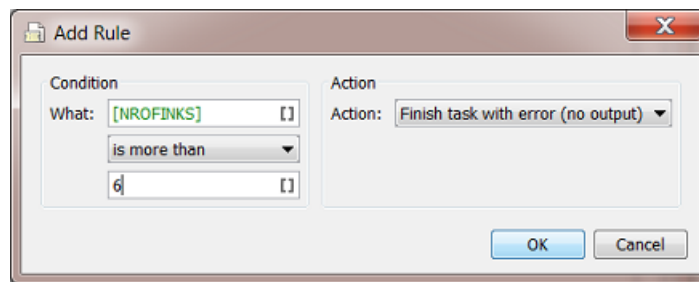 Add Rule
Condition
What: [NROFINKS] []
is more than
6 []
Action
Action: Finish task with error (no output)
OK
Cancel